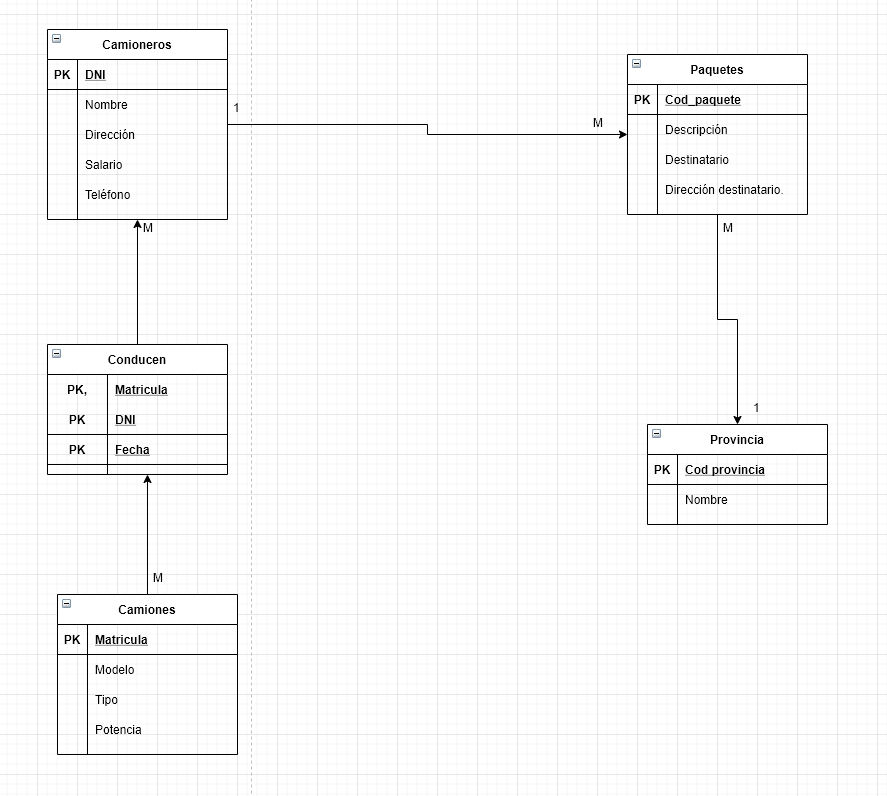 Camioneros
PK DNI
Nombre
Dirección
Salario
Teléfono
1
M
M
Paquetes
PK Cod_paquete
Descripción
Destinatario
Dirección destinatario.
M
1
Conducen
PK, Matricula
PK DNI
PK Fecha
M
Camiones
PK Matricula
Modelo
Tipo
Potencia
Provincia
PK Cod provincia
Nombre